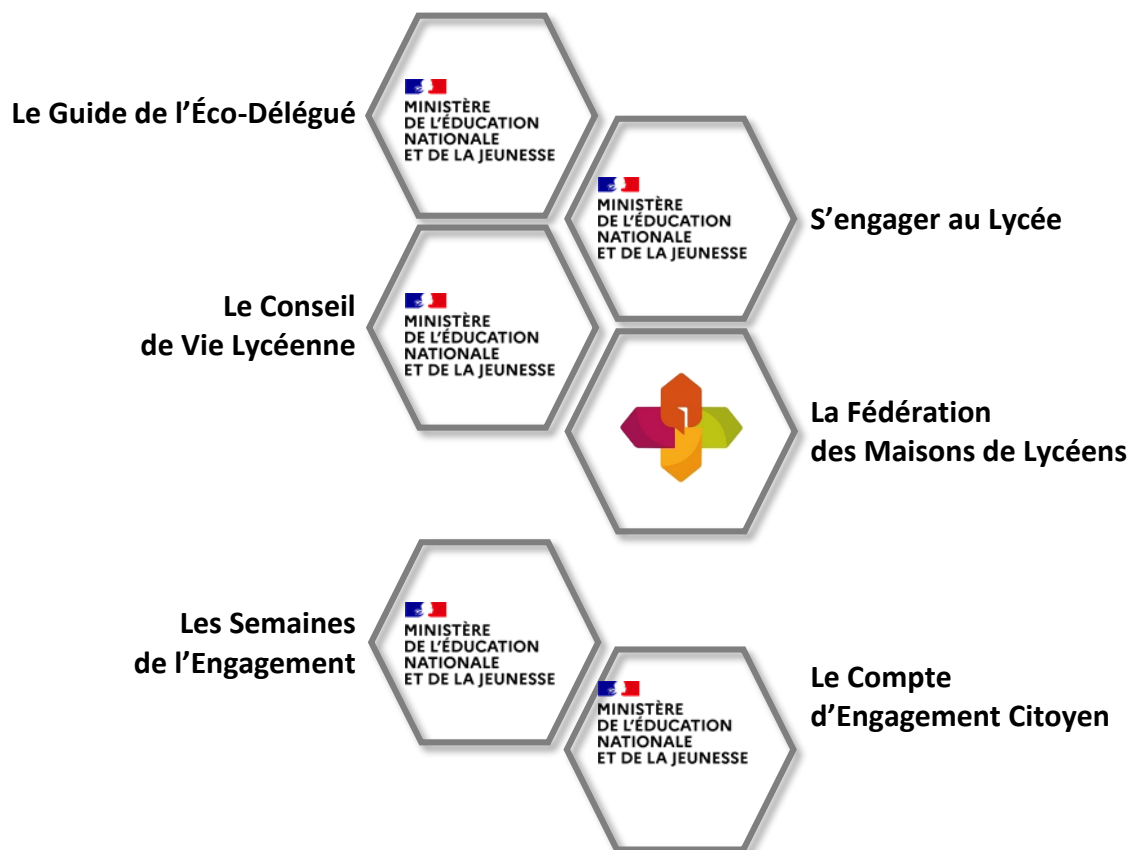 Le Guide de l’Éco-Délégué
MINISTÈRE
DE L’ÉDUCATION
NATIONALE
ET DE LA JEUNESSE
MINISTÈRE
DE L’ÉDUCATION
NATIONALE
ET DE LA JEUNESSE
S’engager au Lycée
Le Conseil
de Vie Lycéenne
MINISTÈRE
DE L’ÉDUCATION
NATIONALE
ET DE LA JEUNESSE
La Fédération
des Maisons de Lycéens
Les Semaines
de l’Engagement
MINISTÈRE
DE L’ÉDUCATION
NATIONALE
ET DE LA JEUNESSE
MINISTÈRE
DE L’ÉDUCATION
NATIONALE
ET DE LA JEUNESSE
Le Compte
d’Engagement Citoyen